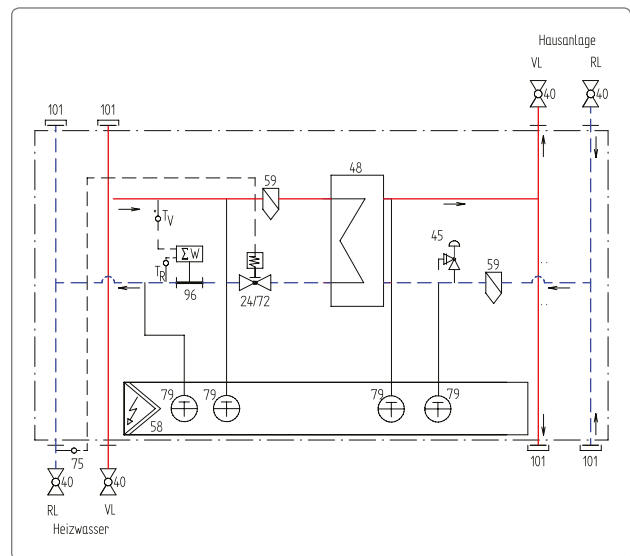 Hausanlage
VL RL
40 40
101 101
48
59
T_V
45
ΣW
59
T_R
96
24/72
79 79 79 79
58
75
101 101
40 40
RL VL
Heizwasser